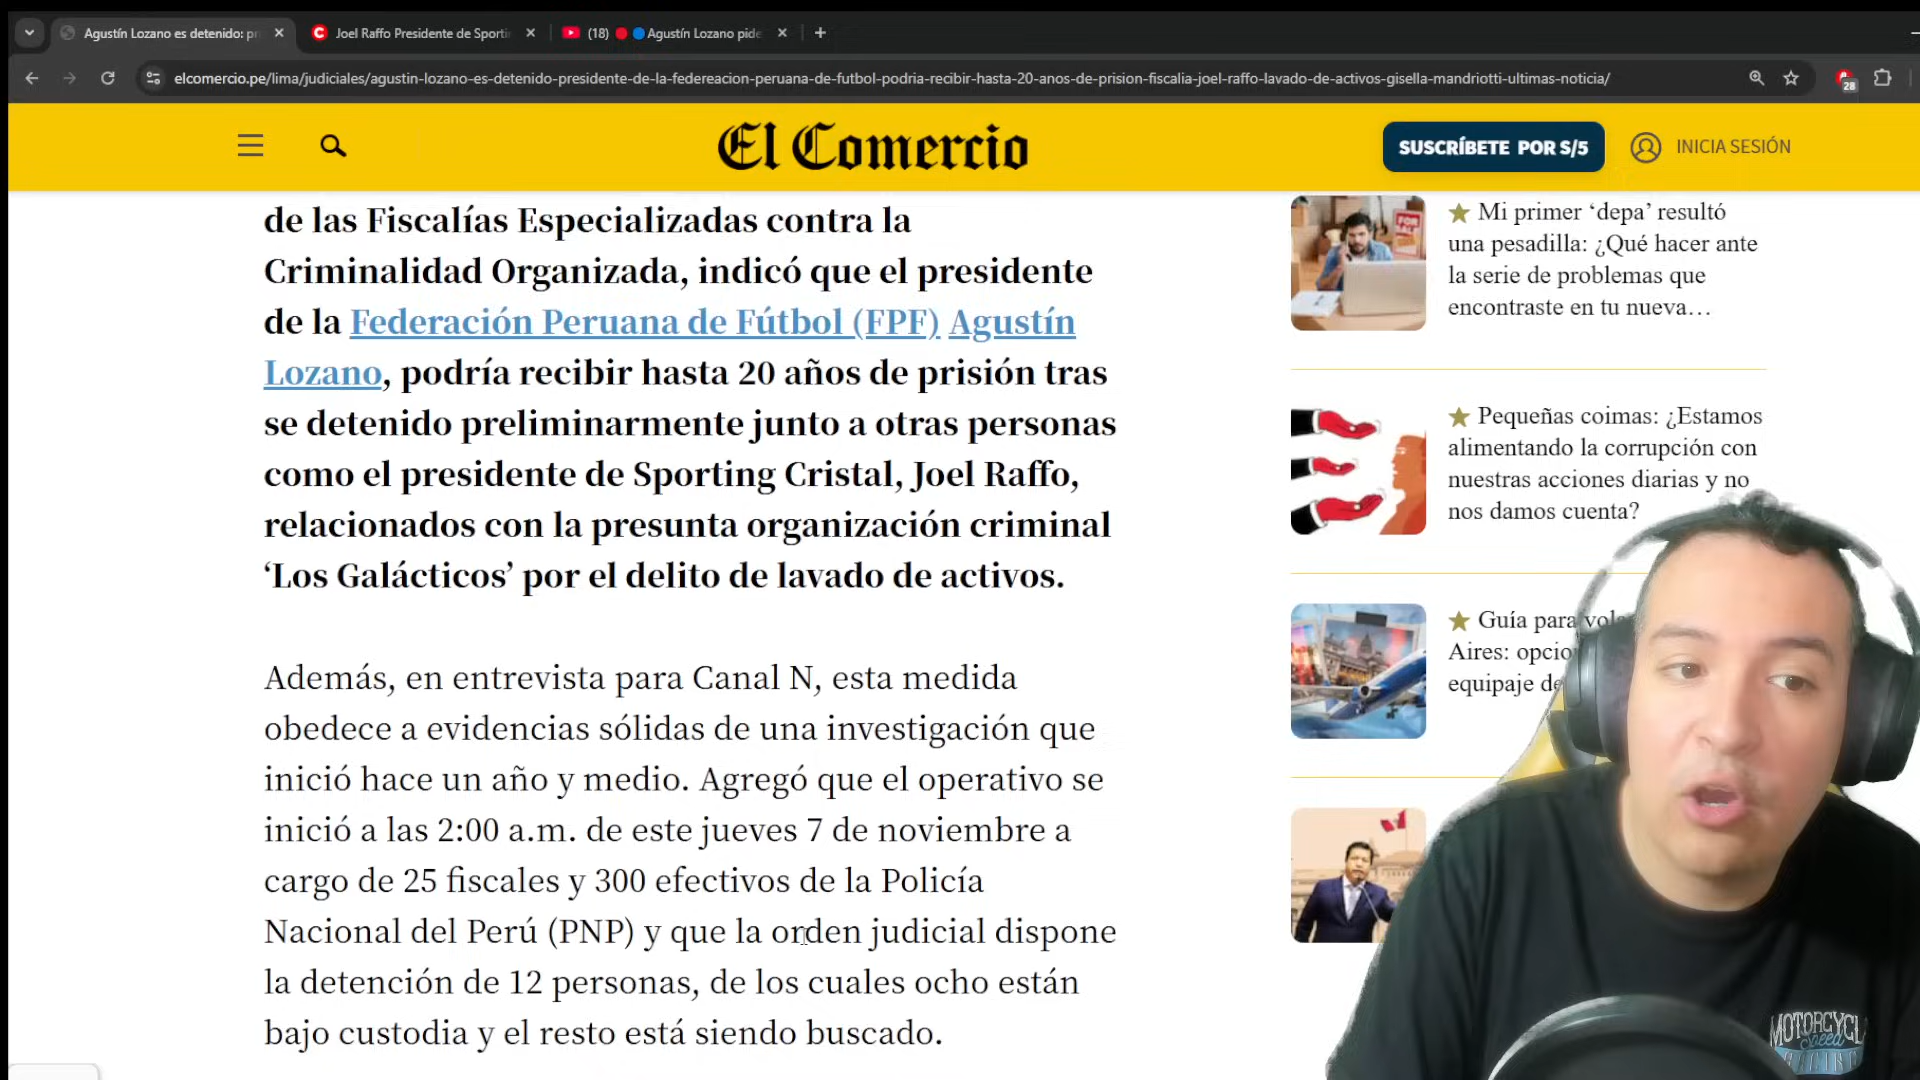 Agustín Lozano es detenido: pr
Joel Raffo Presidente de Sporti
(18)
Agustín Lozano pide
elcomercio.pe/lima/judiciales/agustin-lozano-es-detenido-presidente-de-la-federeacion-peruana-de-futbol-podria-recibir-hasta-20-anos-de-prision-fiscalia-joel-raffo-lavado-de-activos-gisella-mandriotti-ultimas-noticia/
28
El Comercio
SUSCRÍBETE POR S/5
INICIA SESIÓN
de las Fiscalías Especializadas contra la
Criminalidad Organizada, indicó que el presidente
de la Federación Peruana de Fútbol (FPF) Agustín
Lozano, podría recibir hasta 20 años de prisión tras
se detenido preliminarmente junto a otras personas
como el presidente de Sporting Cristal, Joel Raffo,
relacionados con la presunta organización criminal
‘Los Galácticos’ por el delito de lavado de activos.
Además, en entrevista para Canal N, esta medida
obedece a evidencias sólidas de una investigación que
inició hace un año y medio. Agregó que el operativo se
inició a las 2:00 a.m. de este jueves 7 de noviembre a
cargo de 25 fiscales y 300 efectivos de la Policía
Nacional del Perú (PNP) y que la orden judicial dispone
la detención de 12 personas, de los cuales ocho están
bajo custodia y el resto está siendo buscado.
FOR
SALE
Mi primer ‘depa’ resultó
una pesadilla: ¿Qué hacer ante
la serie de problemas que
encontraste en tu nueva…
Pequeñas coimas: ¿Estamos
alimentando la corrupción con
nuestras acciones diarias y no
nos damos cuenta?
Guía para vola
Aires: opcio
equipaje de
MOTORCYCL
Speed